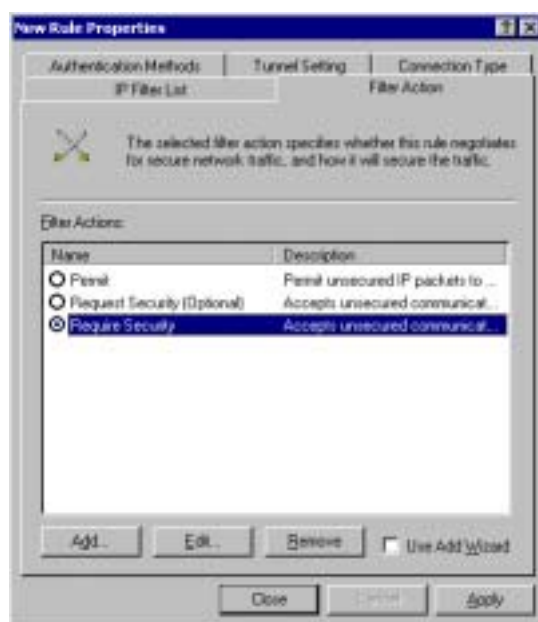 New Rule Properties
Authentication Methods Tunnel Setting Connection Type
IP Filter List Filter Action
The selected filter action specifies whether this rule negotiates
for secure network traffic, and how it will secure the traffic.
Filter Actions:
Name Description
Permit Permit unsecured IP packets to ...
Request Security (Optional) Accepts unsecured communicat...
Require Security Accepts unsecured communicat...
Add... Edit... Remove Use Add Wizard
Close Cancel Apply